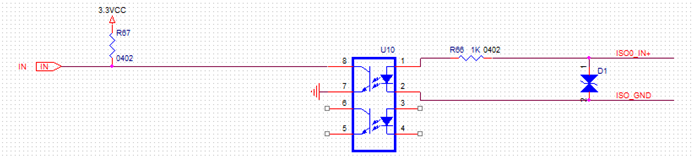 3.3VCC
R67
0402
IN IN
U10
8
7
6
5
1
2
3
4
R66 1K 0402
ISO0_IN+
1
D1
2
ISO_GND